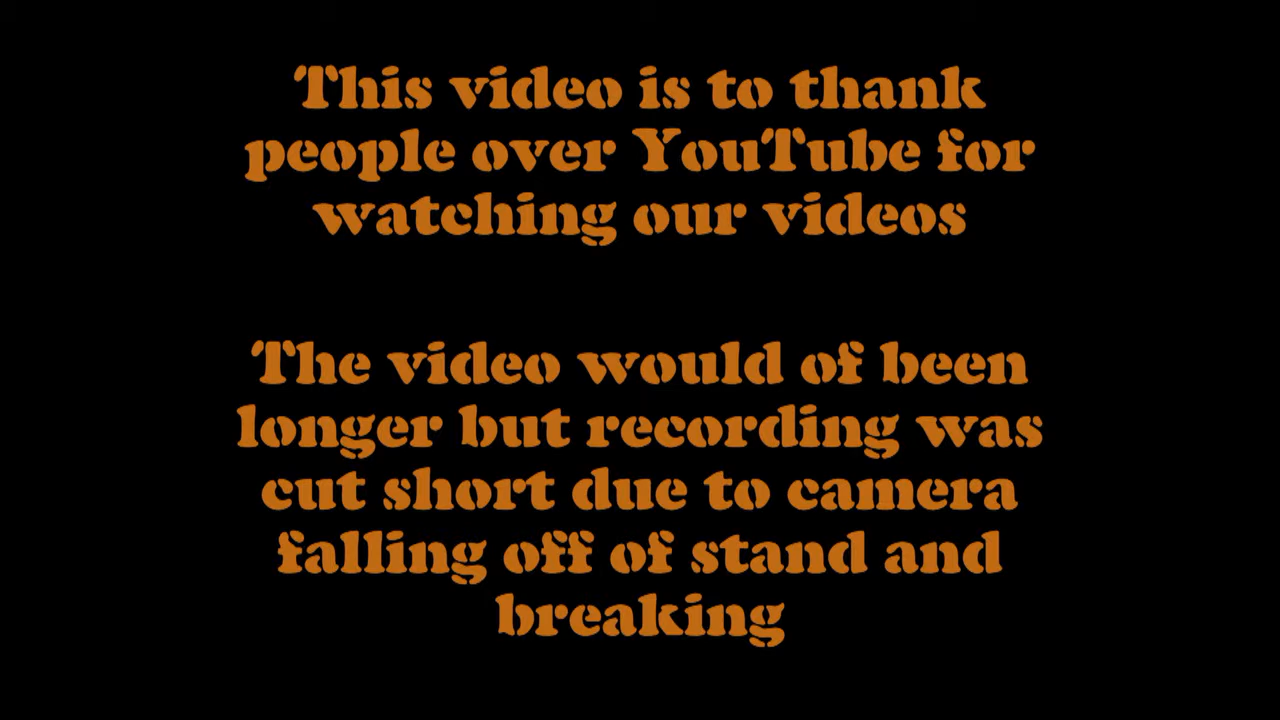 This video is to thank
people over YouTube for
watching our videos
The video would of been
longer but recording was
cut short due to camera
falling off of stand and
breaking